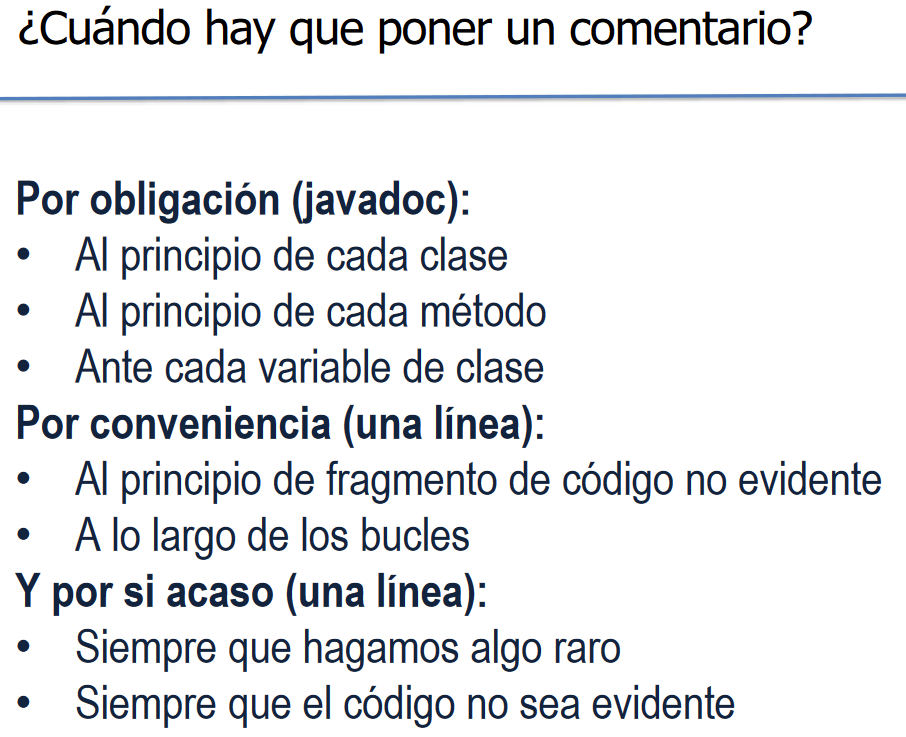 ¿Cuándo hay que poner un comentario?
Por obligación (javadoc):
• Al principio de cada clase
• Al principio de cada método
• Ante cada variable de clase
Por conveniencia (una línea):
• Al principio de fragmento de código no evidente
• A lo largo de los bucles
Y por si acaso (una línea):
• Siempre que hagamos algo raro
• Siempre que el código no sea evidente